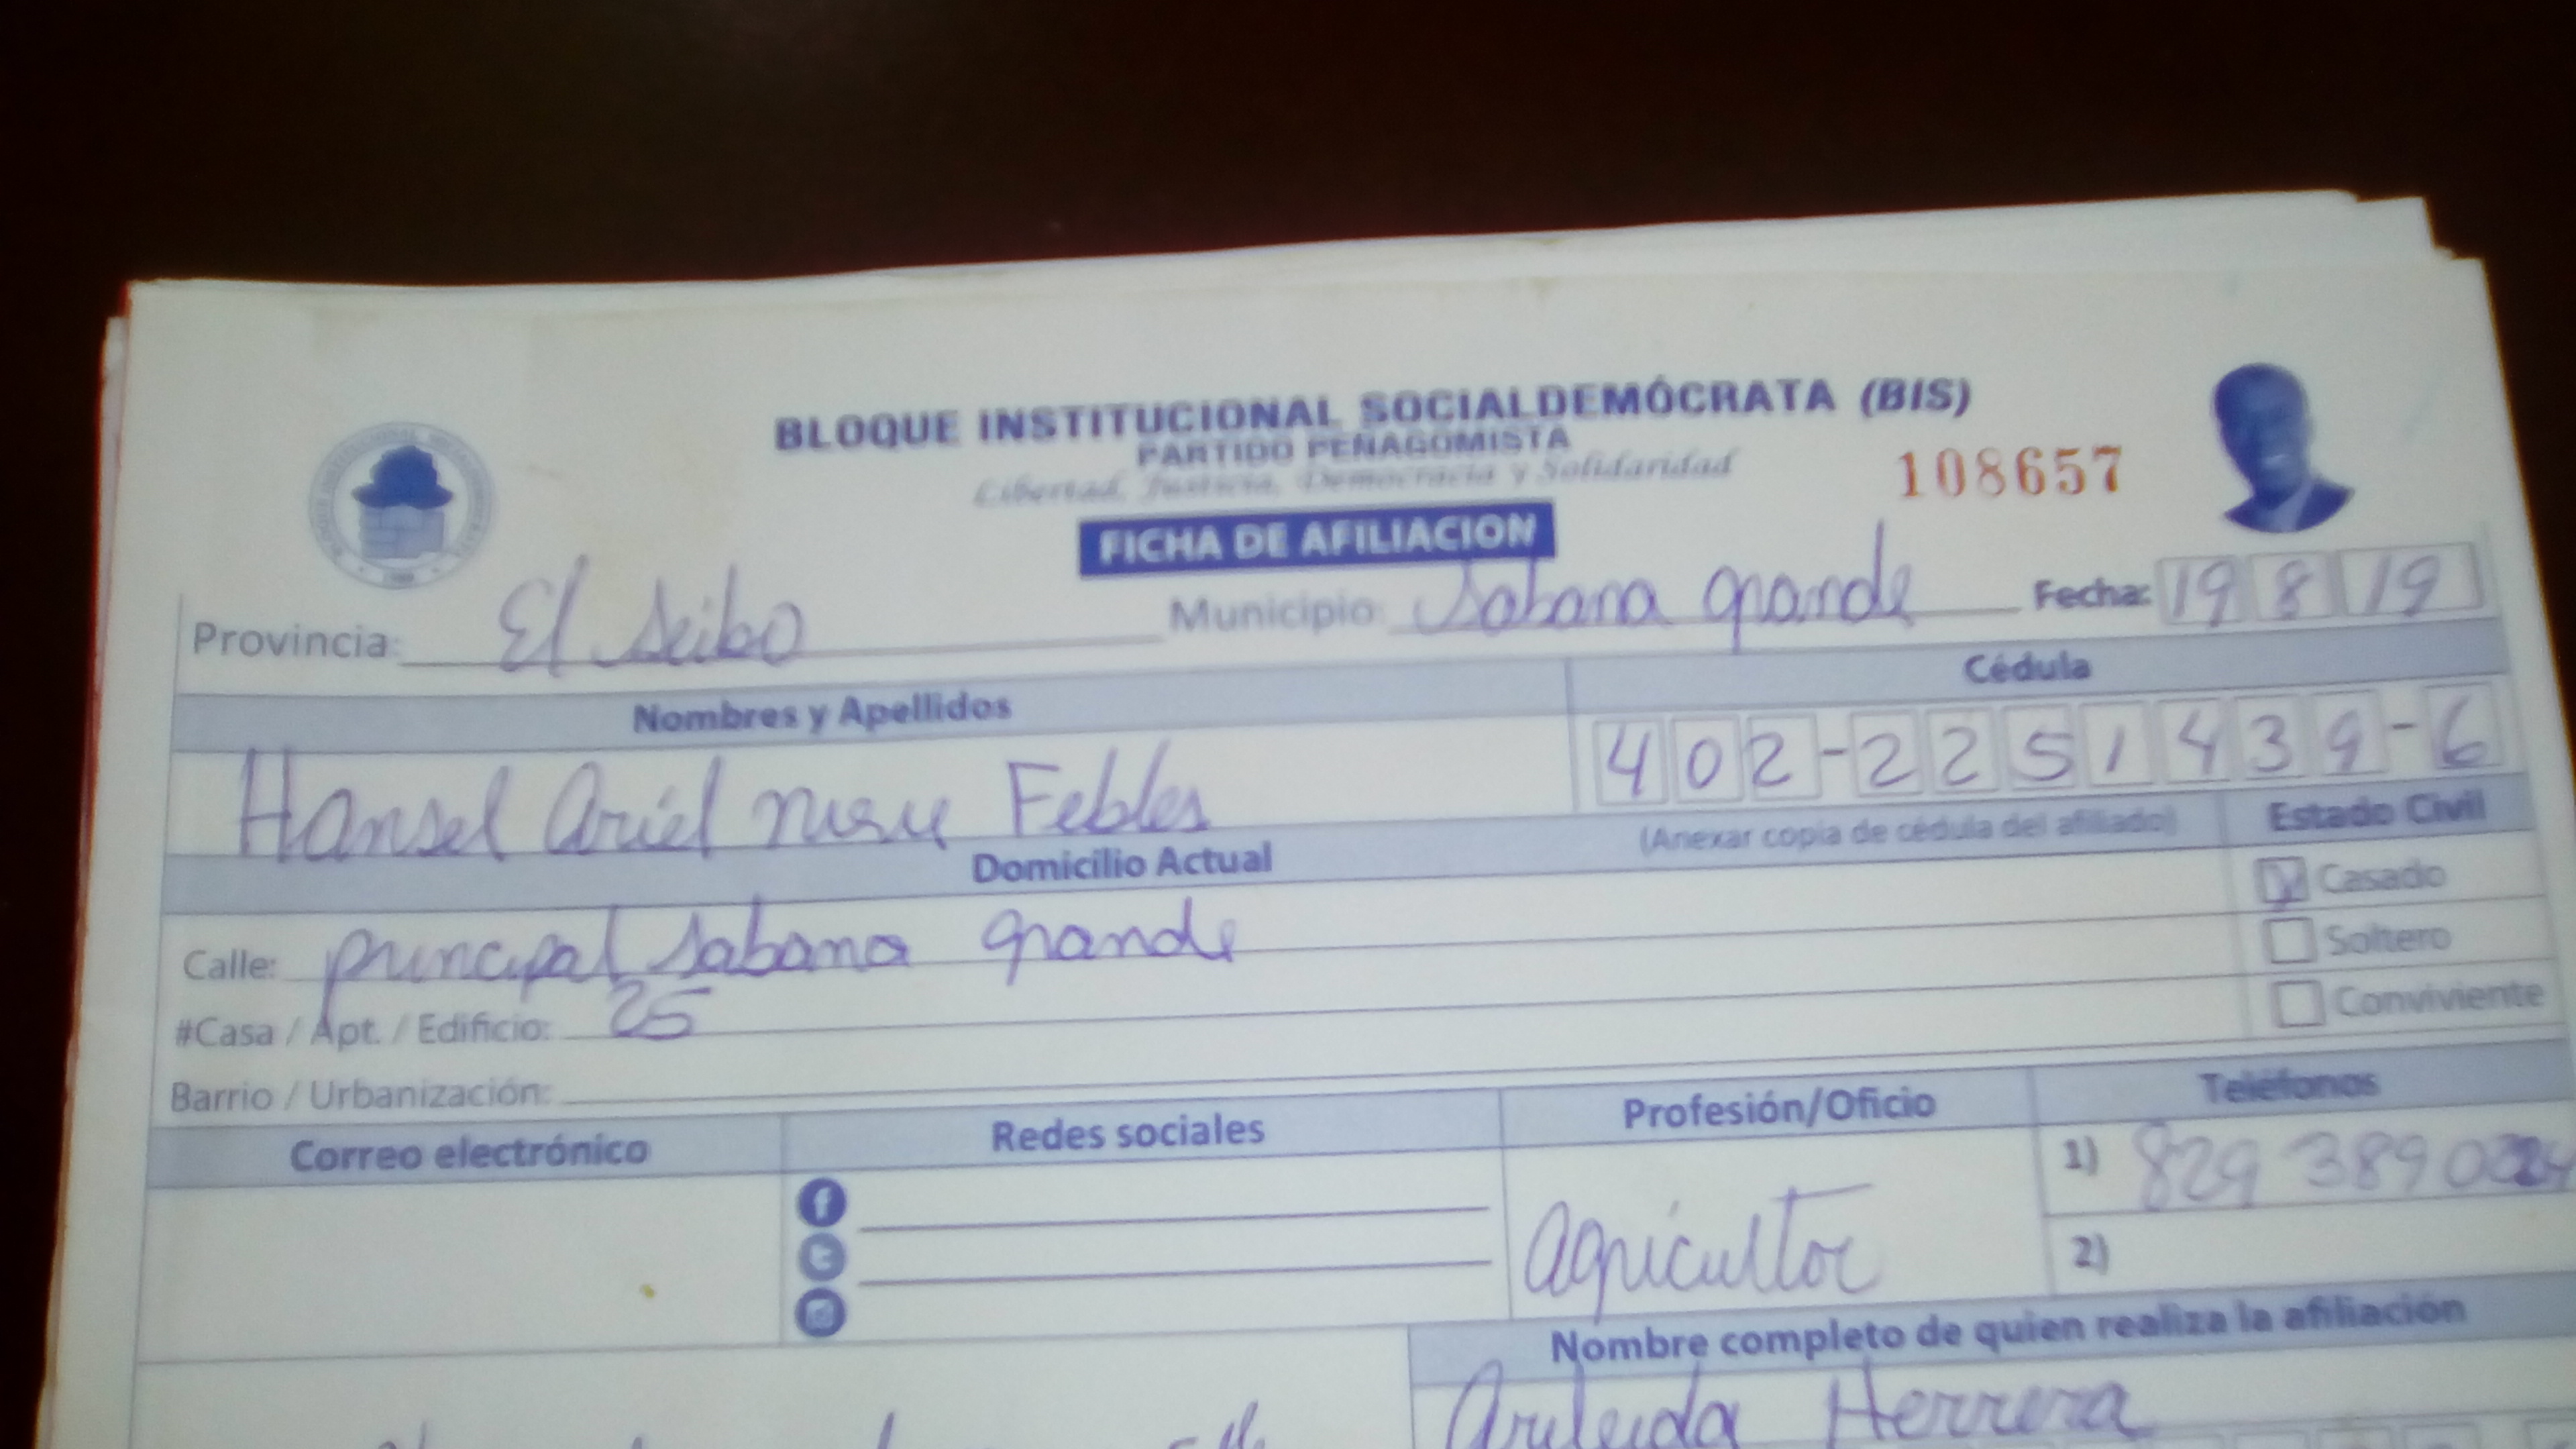 BLOQUE INSTITUCIONAL SOCIALDEMÓCRATA (BIS)
PARTIDO PEÑAGOMISTA
Libertad, Justicia, Democracia y Solidaridad
108657
FICHA DE AFILIACION
Provincia: El Seibo Municipio: Sabana grande Fecha: 19 8 19
Nombres y Apellidos Cédula
Hansel Ariel Febles 402-2251439-6
(Anexar copia de cédula del afiliado) Estado Civil
Domicilio Actual
Casado
Calle: principal Sabana grande
Soltero
#Casa / Apt. / Edificio: 25
Conviviente
Barrio / Urbanización:
Correo electrónico Redes sociales Profesión/Oficio Teléfonos
1) 829 389
agricultor
2)
Nombre completo de quien realiza la afiliación
Herrera